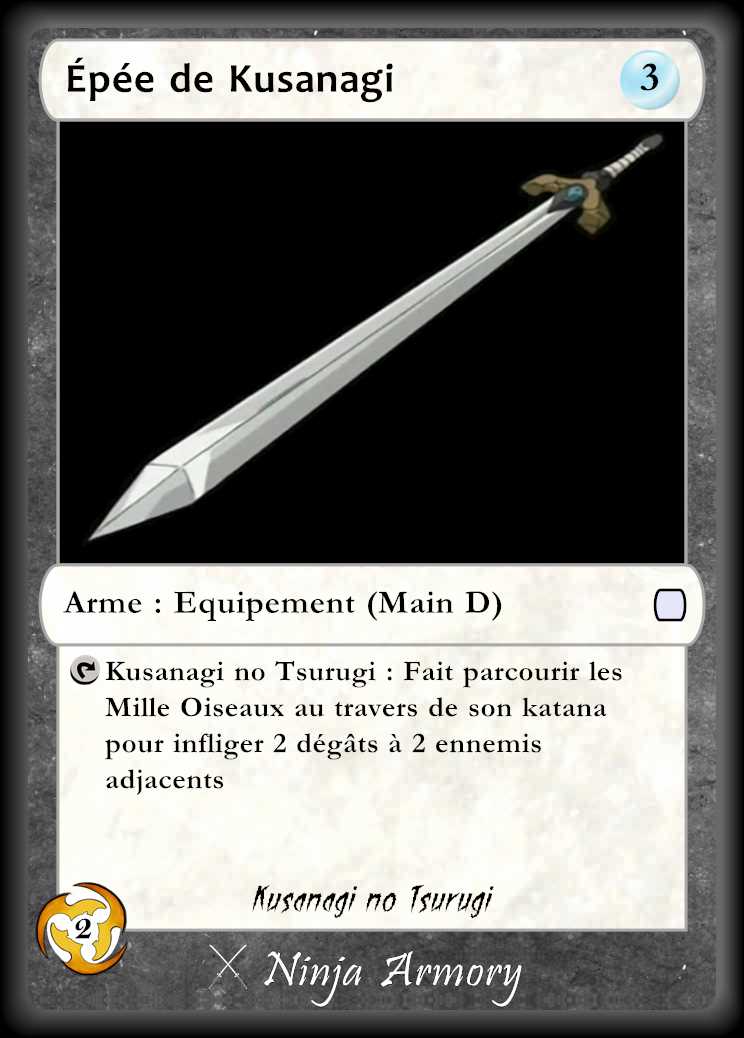 Épée de Kusanagi
3
Arme : Equipement (Main D)
Kusanagi no Tsurugi : Fait parcourir les
Mille Oiseaux au travers de son katana
pour infliger 2 dégâts à 2 ennemis
adjacents
Kusanagi no Tsurugi
2
Ninja Armory